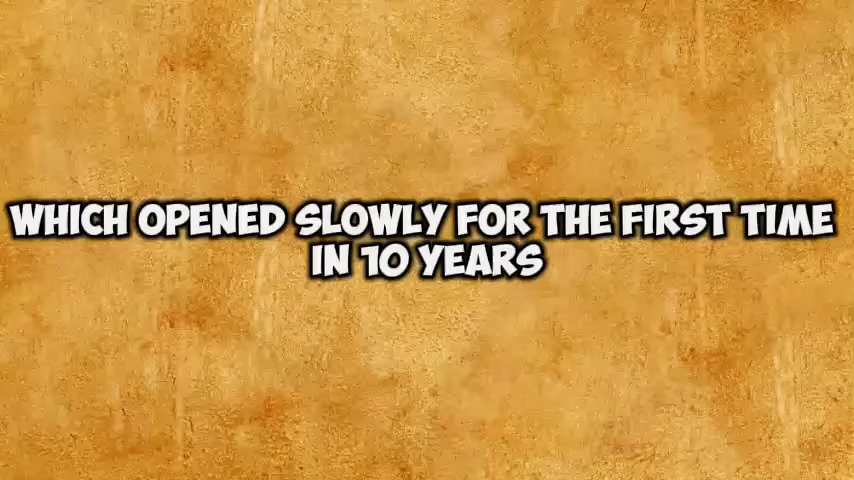 WHICH OPENED SLOWLY FOR THE FIRST TIME
IN 10 YEARS